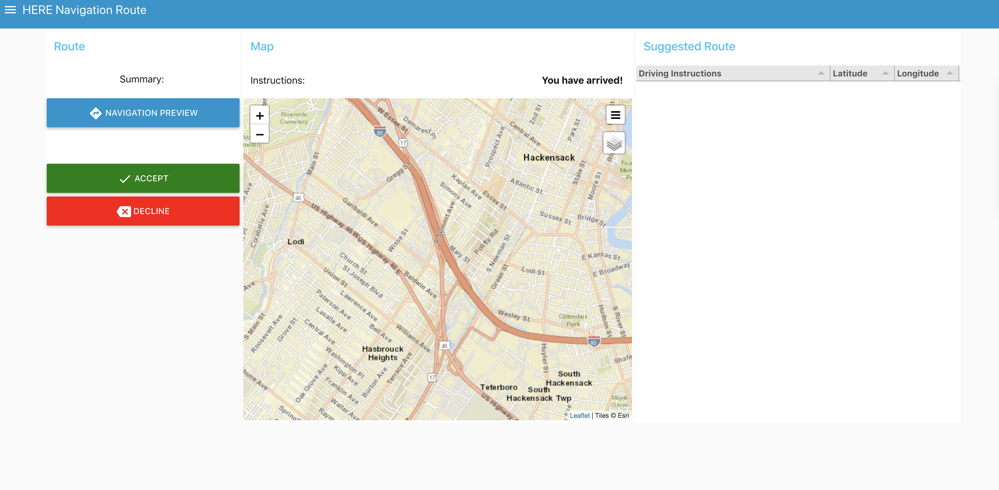 HERE Navigation Route
Route
Summary:
NAVIGATION PREVIEW
ACCEPT
DECLINE
Map
Instructions:
You have arrived!
+
−
Riverside
Cemetery
W Essex St
Demarest Pl
2nd St
Central Ave
Park St
Prospect Ave
80
17
Hackensack
Main St
Gregg St
State St
Moore St
Kaplan Ave
Simons Ave
Essex St
Atlantic St
46
US Highway 46 W
US Highway 46 E
Garibaldi Ave
Corabelle Ave
Wisse St
S Summit Ave
Sussex St
Bridge St
Lodi
Mary St
Polifly Rd
S Newman St
Green St
Lodi St
E Kansas St
E Broadway
Church St
St Joseph Blvd
Union St
Baldwin Ave
Ave
Paterson Ave
Lawrence Ave
Lasalle Ave
Central Ave
Bell Ave
Williams Ave
Wesley St
Columbus
Park
Hudson St
S River St
S Main St
Roosevelt Ave
Grove St
80
46
Hasbrouck
Heights
Washington Pl
Kipp Ave
Franklin Ave
Walter Ave
Oak Grove Ave
Burton Ave
Terrace Ave
17
Huyler St
South
Hackensack
Teterboro
South
Hackensack Twp
US Highway
Maple
Grove
Leaflet | Tiles © Esri
Suggested Route
Driving Instructions Latitude Longitude